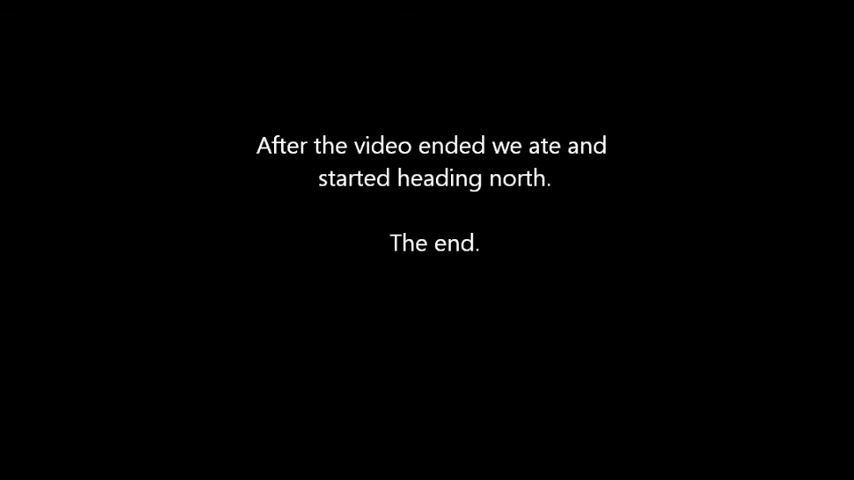 After the video ended we ate and
started heading north.
The end.